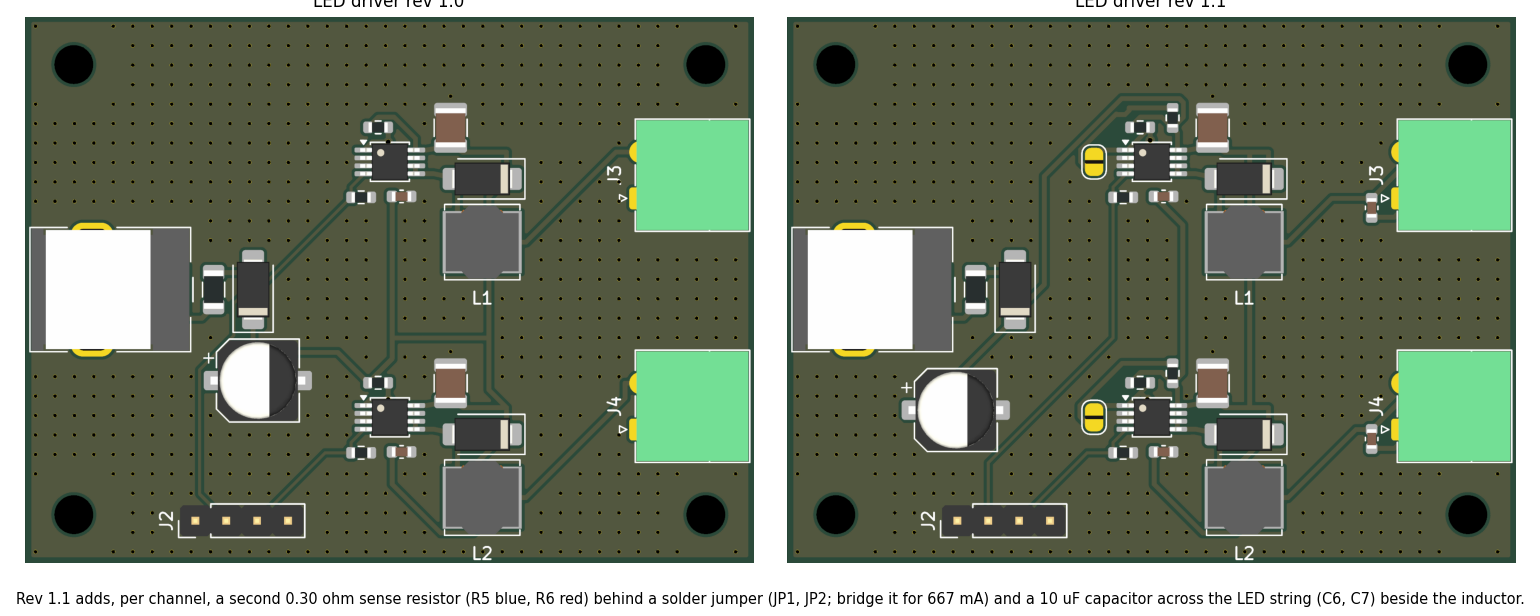 LED driver rev 1.0
LED driver rev 1.1
J3
L1
J4
J2
L2
+
J3
L1
J4
J2
L2
+
Rev 1.1 adds, per channel, a second 0.30 ohm sense resistor (R5 blue, R6 red) behind a solder jumper (JP1, JP2; bridge it for 667 mA) and a 10 uF capacitor across the LED string (C6, C7) beside the inductor.